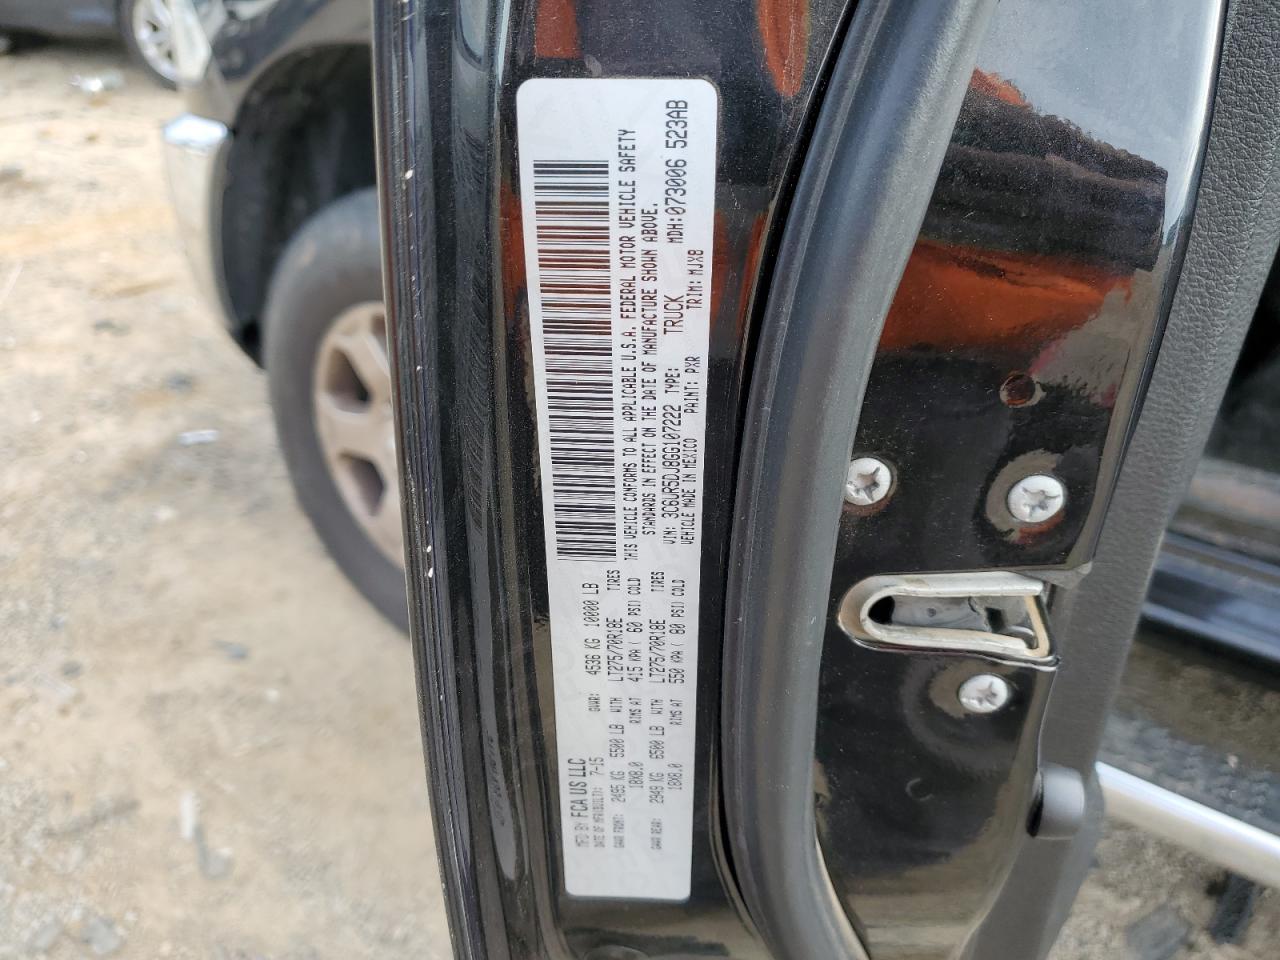 MFD BY FCA US LLC
DATE OF MFR(BUILT): 7-15 GVWR: 4536 KG 10000 LB
GAWR FRONT: 2495 KG 5500 LB WITH LT275/70R18E TIRES
18X8.0 RIMS AT 415 KPA ( 60 PSI) COLD
GAWR REAR: 2949 KG 6500 LB WITH LT275/70R18E TIRES
18X8.0 RIMS AT 550 KPA ( 80 PSI) COLD
THIS VEHICLE CONFORMS TO ALL APPLICABLE U.S.A. FEDERAL MOTOR VEHICLE SAFETY
STANDARDS IN EFFECT ON THE DATE OF MANUFACTURE SHOWN ABOVE.
VIN: 3C6UR5DJ8GG107222 TYPE: TRUCK MDH:073006 523AB
VEHICLE MADE IN MEXICO PAINT: PXR TRIM: MJX8